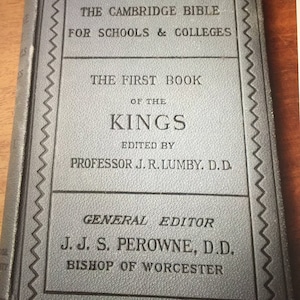 THE CAMBRIDGE BIBLE
FOR SCHOOLS & COLLEGES
THE FIRST BOOK
OF THE
KINGS
EDITED BY
PROFESSOR J. R. LUMBY. D.D.
GENERAL EDITOR
J. J. S. PEROWNE, D.D.
BISHOP OF WORCESTER